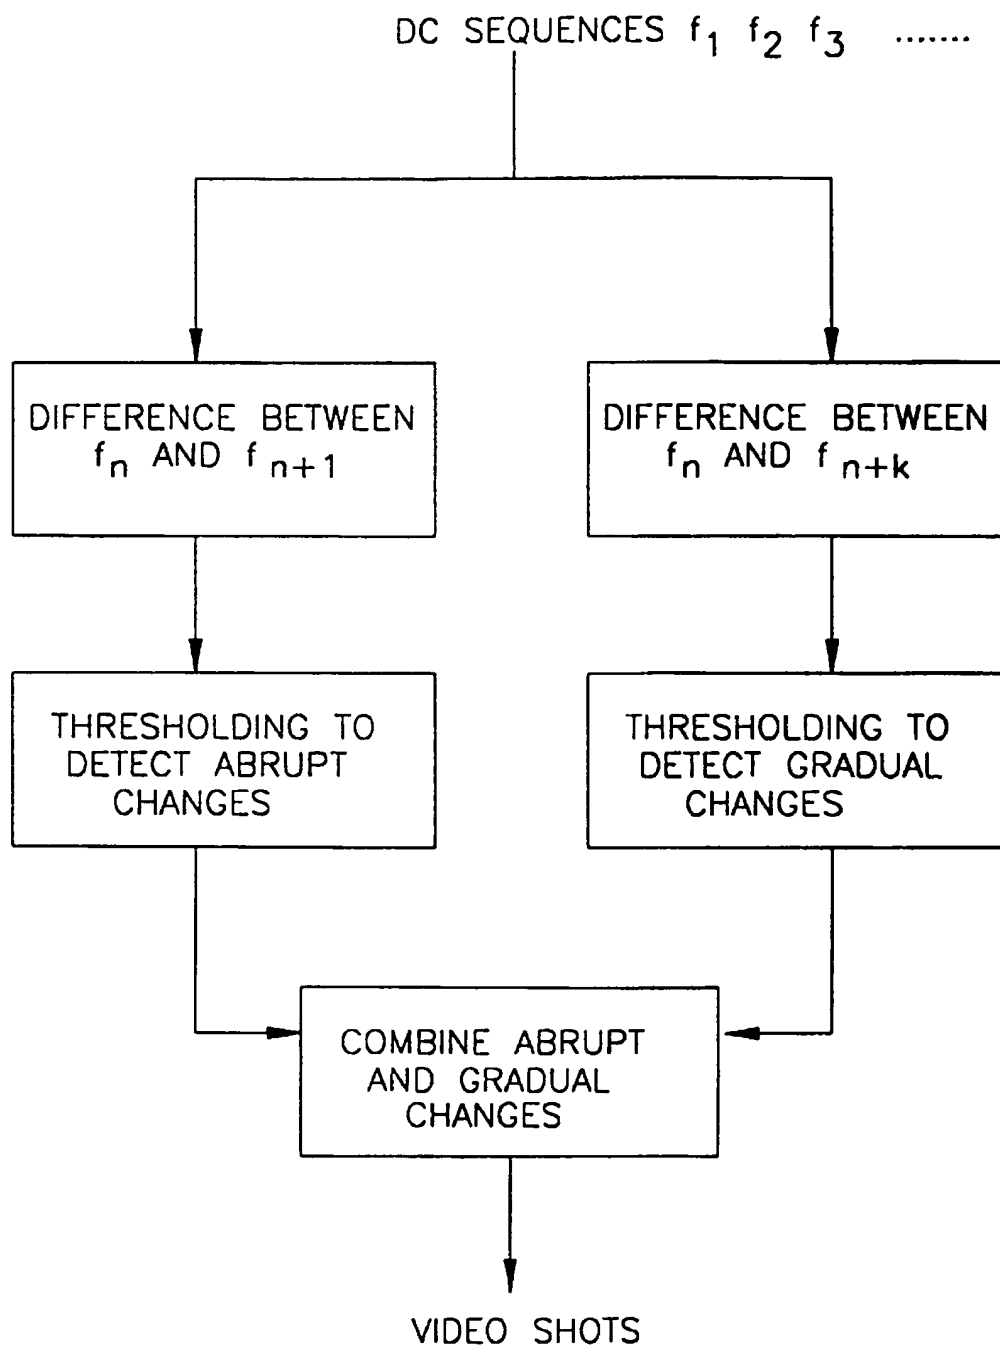 DC SEQUENCES f1 f2 f3 .......
DIFFERENCE BETWEEN
fn AND fn+1
DIFFERENCE BETWEEN
fn AND fn+k
THRESHOLDING TO
DETECT ABRUPT
CHANGES
THRESHOLDING TO
DETECT GRADUAL
CHANGES
COMBINE ABRUPT
AND GRADUAL
CHANGES
VIDEO SHOTS